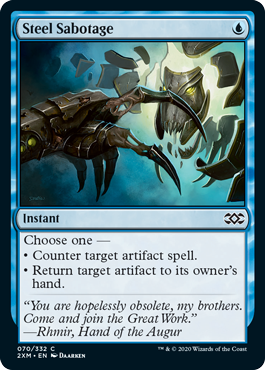 Steel Sabotage
Instant
Choose one —
• Counter target artifact spell.
• Return target artifact to its owner's
hand.
“You are hopelessly obsolete, my brothers.
Come and join the Great Work.”
—Rhmir, Hand of the Augur
070/332 C
2XM • EN Daarken
™ & © 2020 Wizards of the Coast